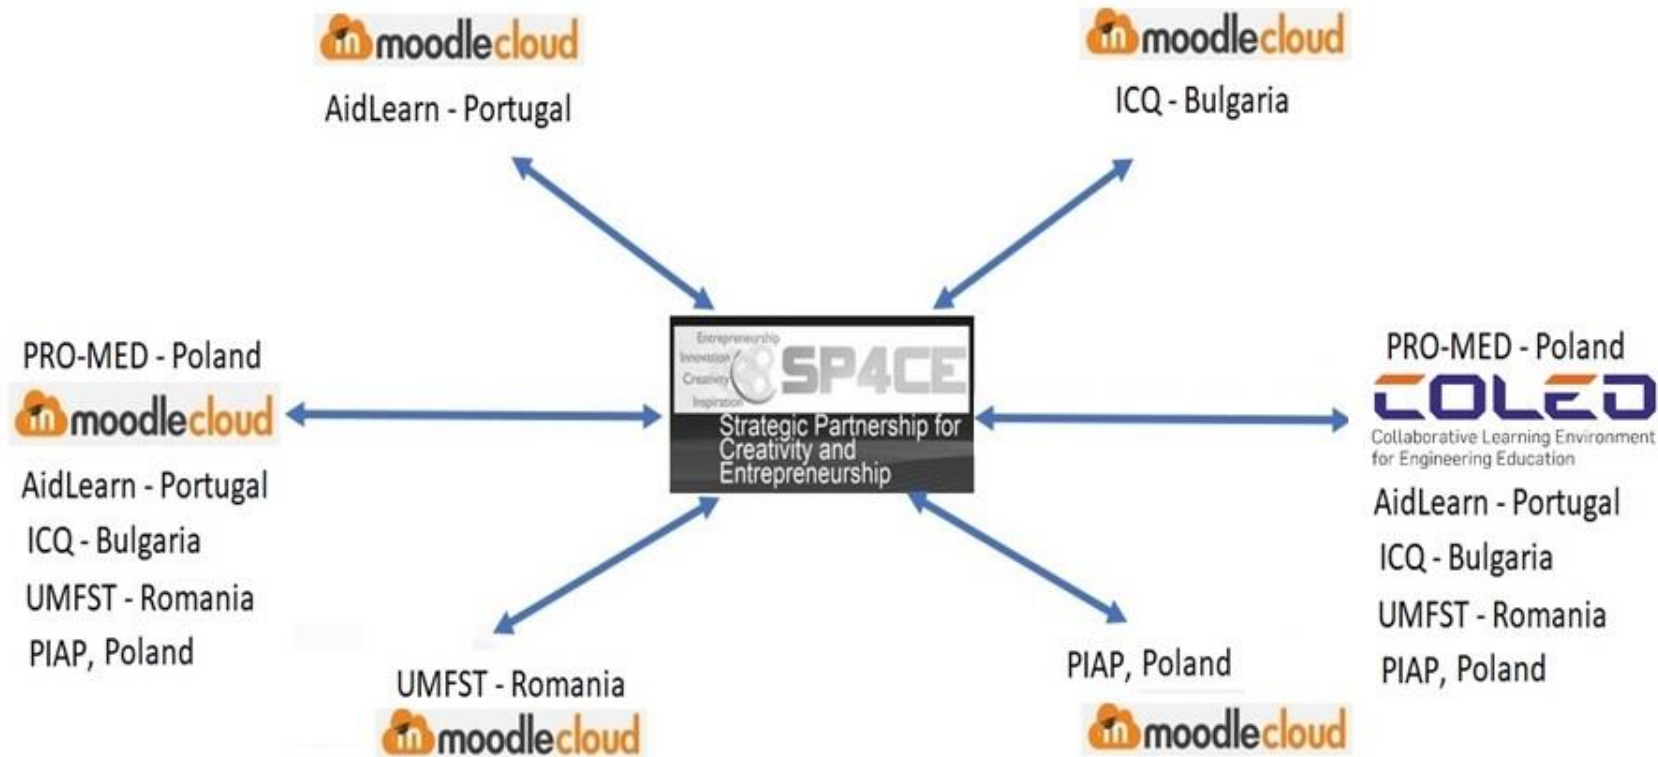 moodlecloud
AidLearn - Portugal
moodlecloud
ICQ - Bulgaria
PRO-MED - Poland
moodlecloud
AidLearn - Portugal
ICQ - Bulgaria
UMFST - Romania
PIAP, Poland
Entrepreneurship
Innovation
Creativity
Inspiration
SP4CE
Strategic Partnership for
Creativity and
Entrepreneurship
PRO-MED - Poland
COLED
Collaborative Learning Environment
for Engineering Education
AidLearn - Portugal
ICQ - Bulgaria
UMFST - Romania
PIAP, Poland
UMFST - Romania
moodlecloud
PIAP, Poland
moodlecloud